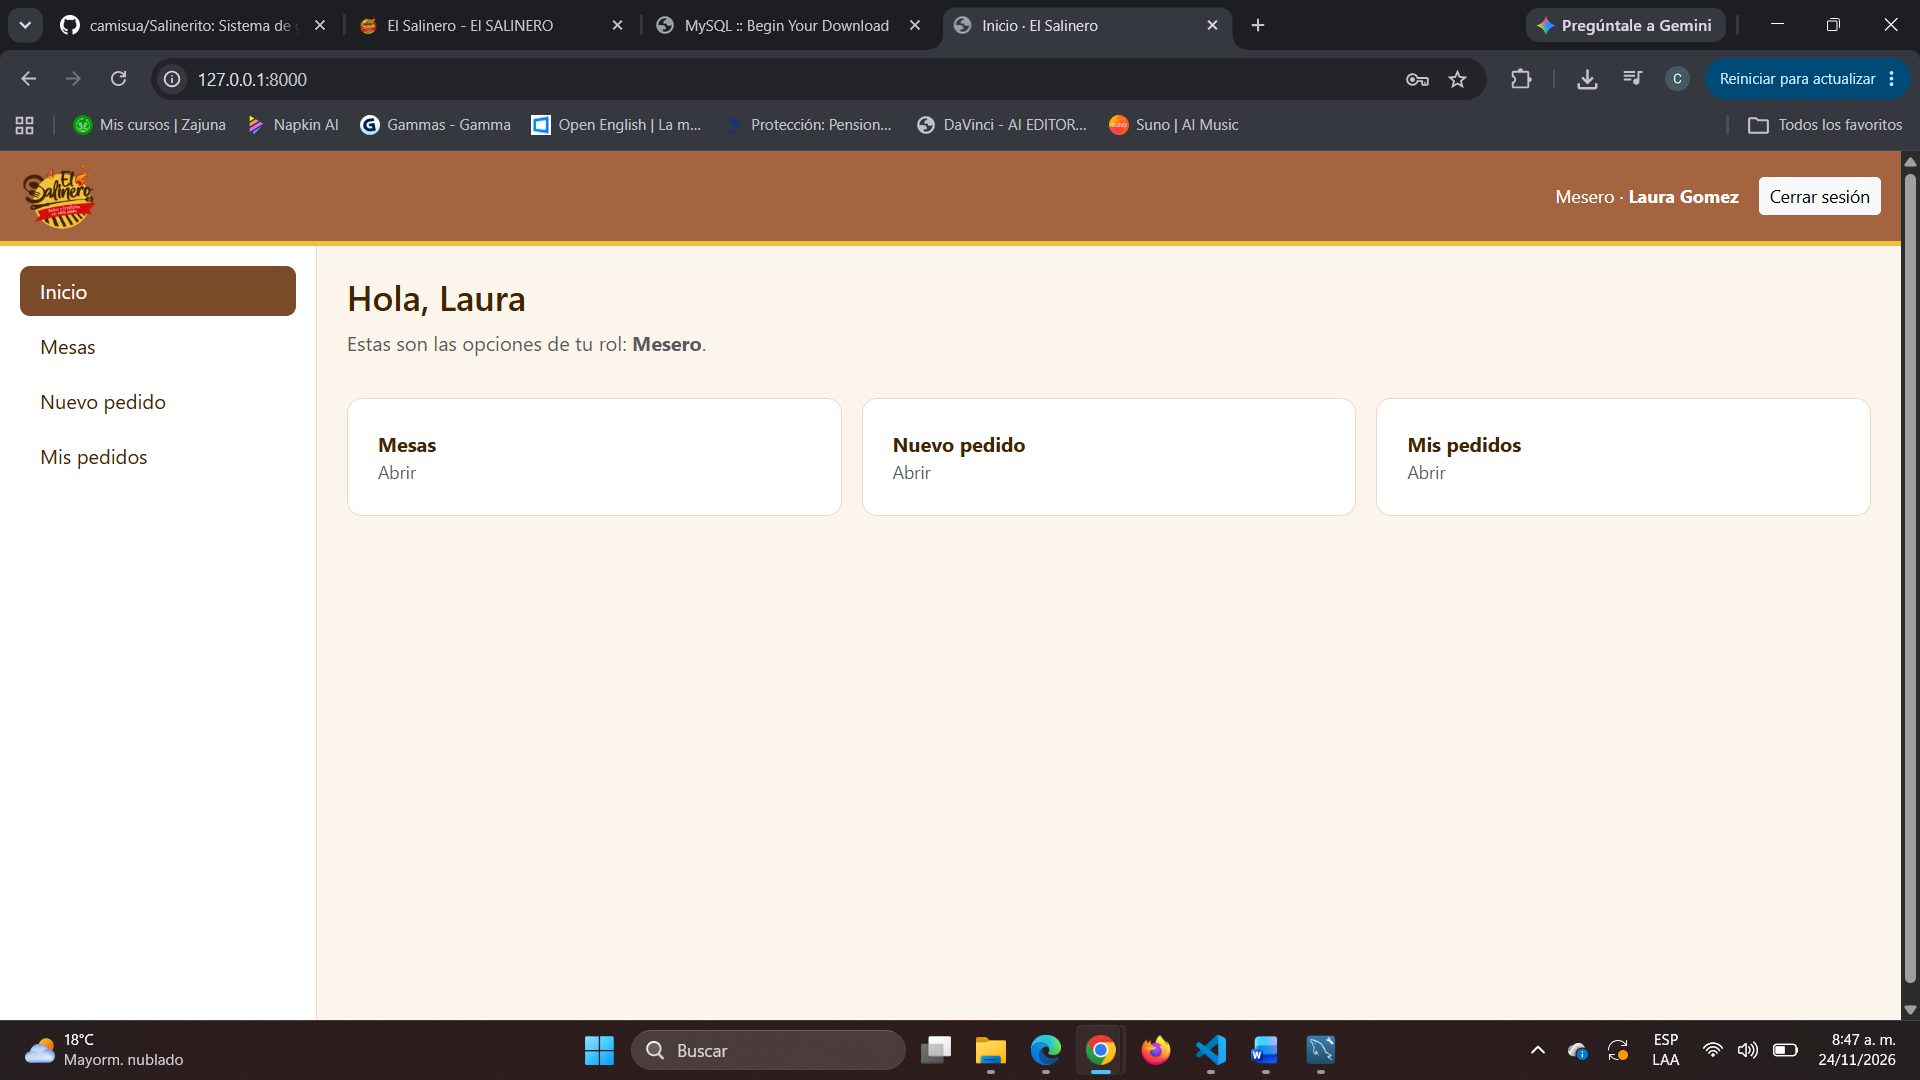 camisua/Salinerito: Sistema de g
El Salinero - El SALINERO
MySQL :: Begin Your Download
Inicio · El Salinero
Pregúntale a Gemini
127.0.0.1:8000
C
Reiniciar para actualizar
Mis cursos | Zajuna
Napkin AI
Gammas - Gamma
Open English | La m...
Protección: Pension...
DaVinci - AI EDITOR...
Suno | AI Music
Todos los favoritos
El Salinero
Mesero · Laura Gomez
Cerrar sesión
Inicio
Mesas
Nuevo pedido
Mis pedidos
Hola, Laura
Estas son las opciones de tu rol: Mesero.
Mesas
Abrir
Nuevo pedido
Abrir
Mis pedidos
Abrir
18°C
Mayorm. nublado
Buscar
ESP
LAA
8:47 a. m.
24/11/2026